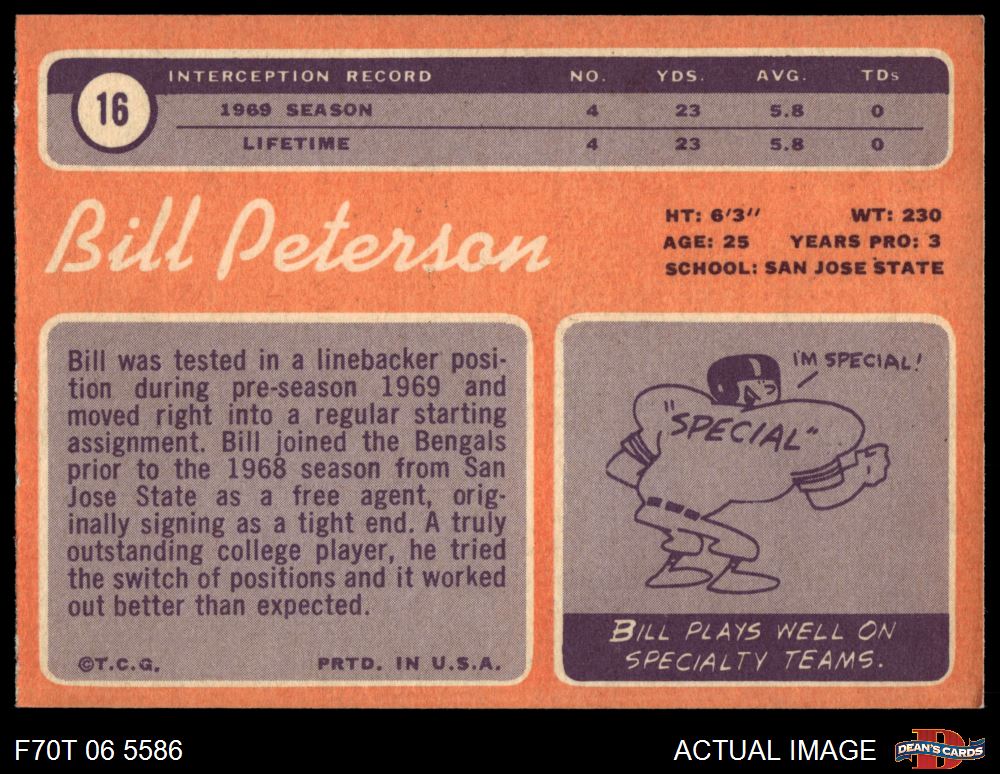 16
INTERCEPTION RECORD NO. YDS. AVG. TDs
1969 SEASON 4 23 5.8 0
LIFETIME 4 23 5.8 0
Bill Peterson
HT: 6'3" WT: 230
AGE: 25 YEARS PRO: 3
SCHOOL: SAN JOSE STATE
Bill was tested in a linebacker posi-
tion during pre-season 1969 and
moved right into a regular starting
assignment. Bill joined the Bengals
prior to the 1968 season from San
Jose State as a free agent, orig-
inally signing as a tight end. A truly
outstanding college player, he tried
the switch of positions and it worked
out better than expected.
©T.C.G. PRTD. IN U.S.A.
I'M SPECIAL!
"SPECIAL"
BILL PLAYS WELL ON
SPECIALTY TEAMS.
F70T 06 5586
ACTUAL IMAGE
D
DEAN'S CARDS